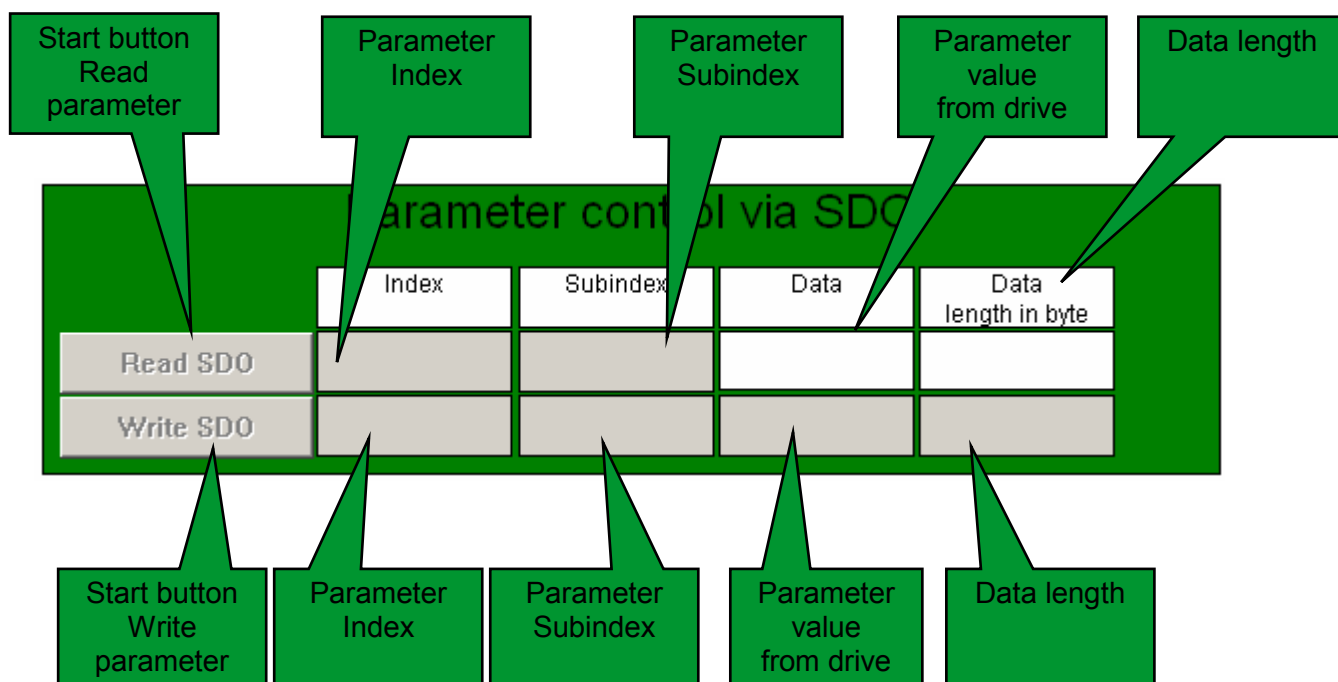 Start button
Read
parameter
Parameter
Index
Parameter
Subindex
Parameter
value
from drive
Data length
Parameter control via SDO
Index
Subindex
Data
Data
length in byte
Read SDO
Write SDO
Start button
Write
parameter
Parameter
Index
Parameter
Subindex
Parameter
value
from drive
Data length